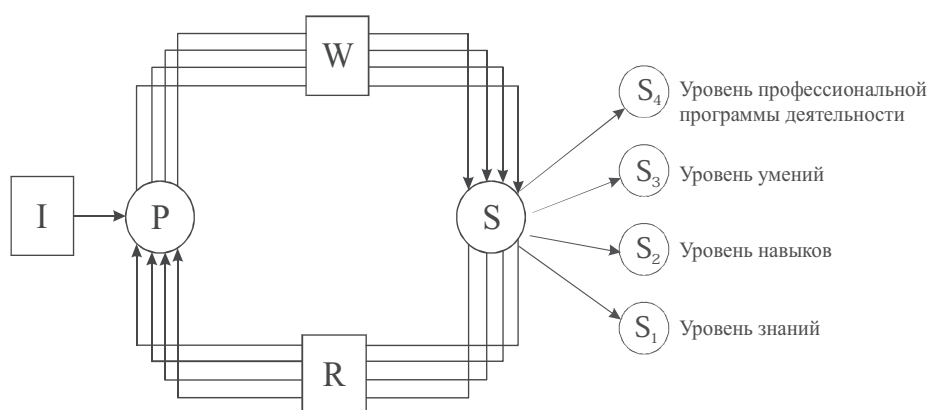 W
S₄ Уровень профессиональной
программы деятельности
S₃ Уровень умений
I
P
S
S₂ Уровень навыков
S₁ Уровень знаний
R